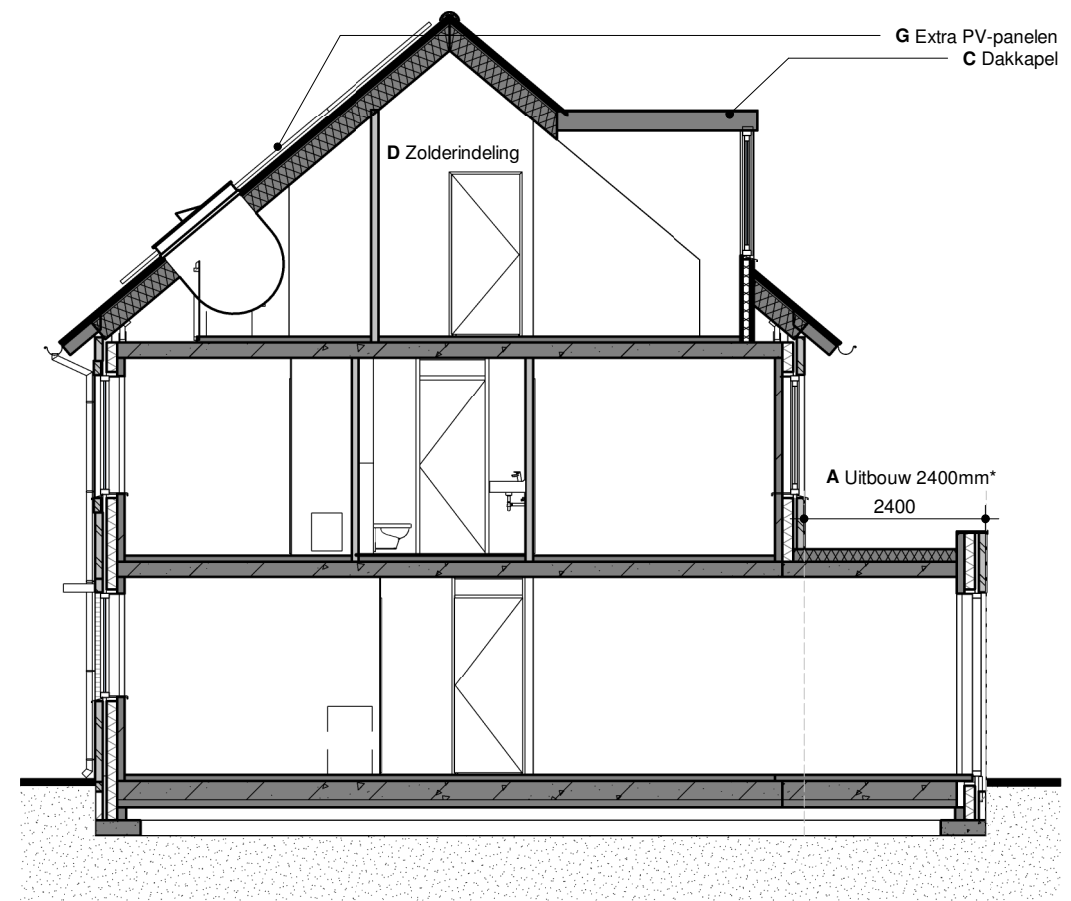 G Extra PV-panelen
C Dakkapel
D Zolderindeling
A Uitbouw 2400mm*
2400